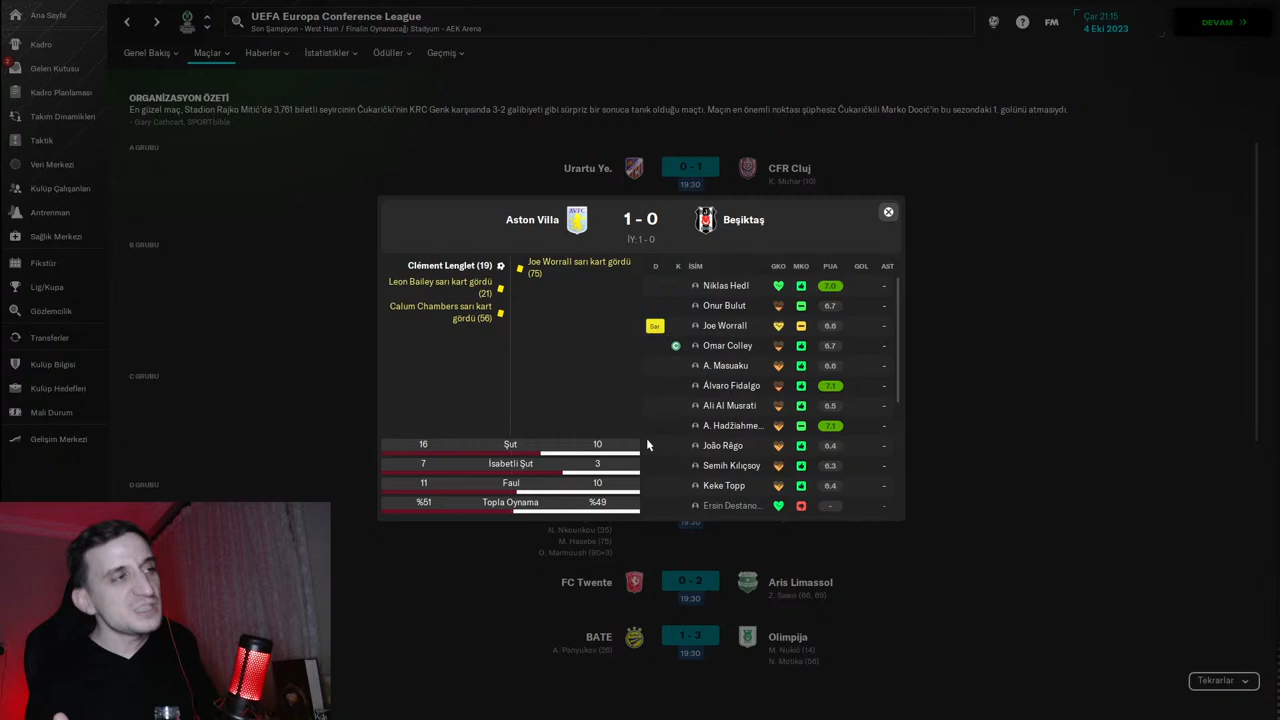 Ana Sayfa
Kadro
2
Gelen Kutusu
Kadro Planlaması
Takım Dinamikleri
Taktik
Veri Merkezi
Kulüp Çalışanları
Antrenman
Sağlık Merkezi
Fikstür
Lig/Kupa
Gözlemcilik
Transferler
Kulüp Bilgisi
Kulüp Hedefleri
Mali Durum
Gelişim Merkezi
UEFA Europa Conference League
Son Şampiyon - West Ham / Finalin Oynanacağı Stadyum - AEK Arena
FM
Çar 21:15
4 Eki 2023
DEVAM
Genel Bakış
Maçlar
Haberler
İstatistikler
Ödüller
Geçmiş
ORGANİZASYON ÖZETİ
En güzel maç, Stadion Rajko Mitić'de 3,761 biletli seyircinin Čukarički'nin KRC Genk karşısında 3-2 galibiyeti gibi sürpriz bir sonuca tanık olduğu maçtı. Maçın en önemli noktası şüphesiz Čukaričkili Marko Docić'in bu sezondaki 1. golünü atmasıydı.
- Gary Cathcart, SPORTbible
A GRUBU
Urartu Ye.
0 - 1
CFR Cluj
19:30
K. Muhar (10)
B GRUBU
C GRUBU
D GRUBU
Aston Villa
AVFC
1 - 0
Beşiktaş
İY: 1 - 0
Clément Lenglet (19)
Leon Bailey sarı kart gördü
(21)
Calum Chambers sarı kart
gördü (56)
Joe Worrall sarı kart gördü
(75)
16 Şut 10
7 İsabetli Şut 3
11 Faul 10
%51 Topla Oynama %49
D K İSİM GKO MKO PUA GOL AST
Niklas Hedl 7.0 -
Onur Bulut 6.7 -
Sar Joe Worrall 6.6 -
C Omar Colley 6.7 -
A. Masuaku 6.6 -
Álvaro Fidalgo 7.1 -
Ali Al Musrati 6.5 -
A. Hadžiahme... 7.1 -
João Rêgo 6.4 -
Semih Kılıçsoy 6.3 -
Keke Topp 6.4 -
Ersin Destano... - -
19:30
N. Nkounkou (35)
M. Hasebe (75)
O. Marmoush (90+3)
FC Twente
0 - 2
Aris Limassol
19:30
Z. Sawo (66, 69)
BATE
1 - 3
Olimpija
A. Panyukov (26)
19:30
M. Nukič (14)
N. Motika (56)
Tekrarlar